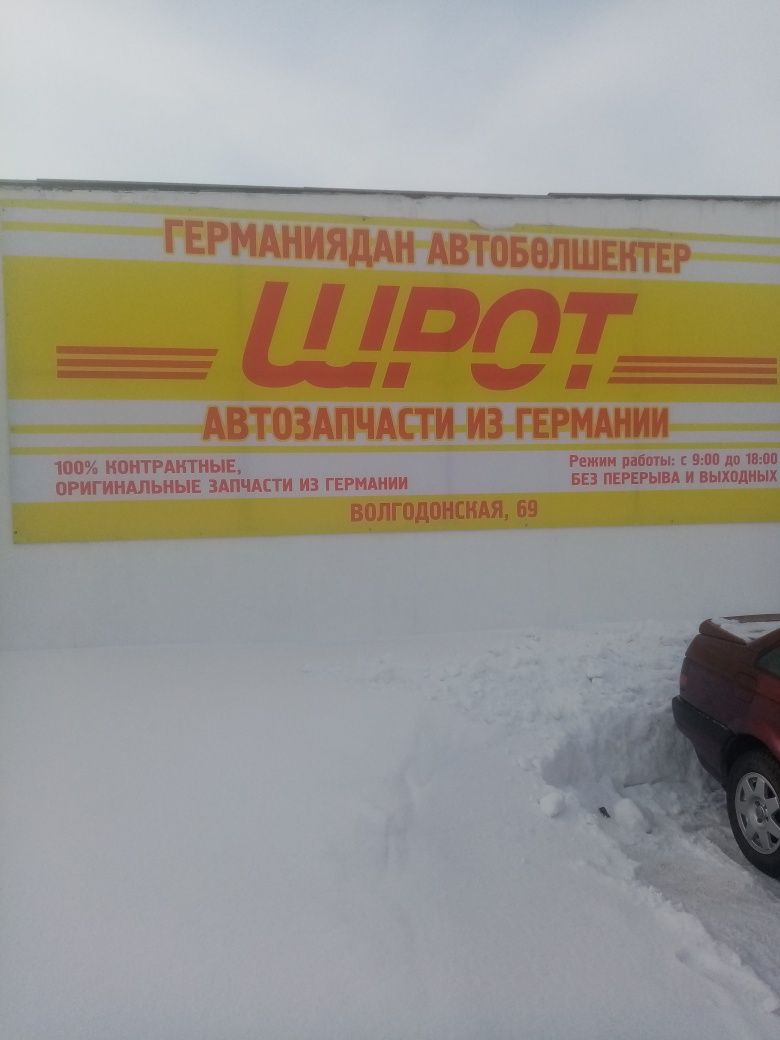 ГЕРМАНИЯДАН АВТОБӨЛШЕКТЕР
ШРОТ
АВТОЗАПЧАСТИ ИЗ ГЕРМАНИИ
100% КОНТРАКТНЫЕ,
ОРИГИНАЛЬНЫЕ ЗАПЧАСТИ ИЗ ГЕРМАНИИ
Режим работы: с 9:00 до 18:00
БЕЗ ПЕРЕРЫВА И ВЫХОДНЫХ
ВОЛГОДОНСКАЯ, 69